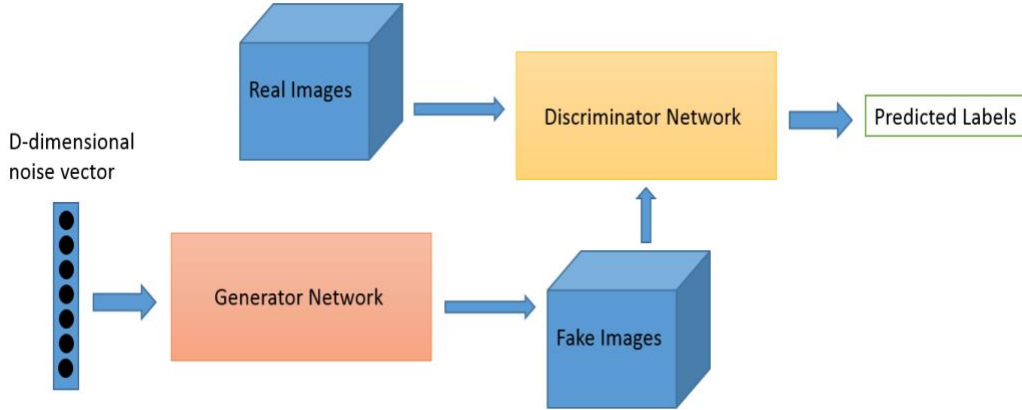 Real Images
Discriminator Network
Predicted Labels
D-dimensional
noise vector
Generator Network
Fake Images